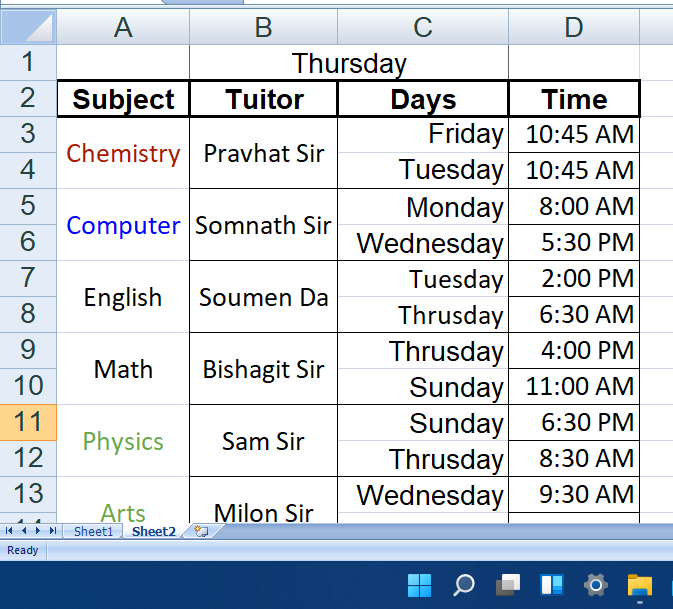 A B C D
1 Thursday
2 Subject Tuitor Days Time
3 Friday 10:45 AM
Chemistry Pravhat Sir
4 Tuesday 10:45 AM
5 Monday 8:00 AM
Computer Somnath Sir
6 Wednesday 5:30 PM
7 Tuesday 2:00 PM
English Soumen Da
8 Thrusday 6:30 AM
9 Thrusday 4:00 PM
Math Bishagit Sir
10 Sunday 11:00 AM
11 Sunday 6:30 PM
Physics Sam Sir
12 Thrusday 8:30 AM
13 Wednesday 9:30 AM
Arts Milon Sir
Sheet1 Sheet2
Ready